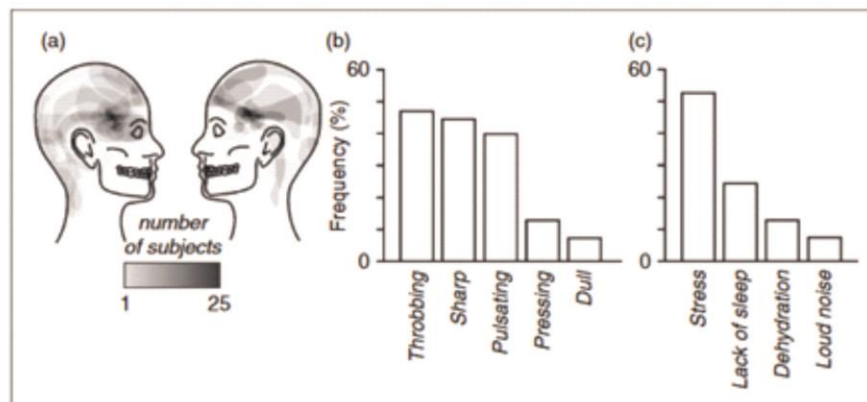 (a)
number
of subjects
1 25
(b)
Frequency (%)
60
0
Throbbing
Sharp
Pulsating
Pressing
Dull
(c)
60
0
Stress
Lack of sleep
Dehydration
Loud noise